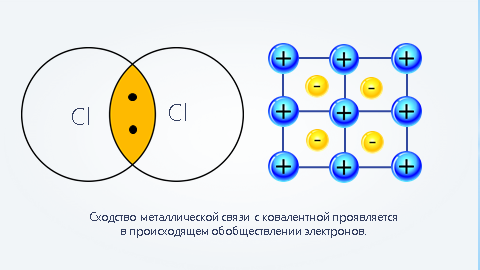 Cl Cl
+ + +
- -
+ + +
- -
+ + +
Сходство металлической связи с ковалентной проявляется
в происходящем обобществлении электронов.